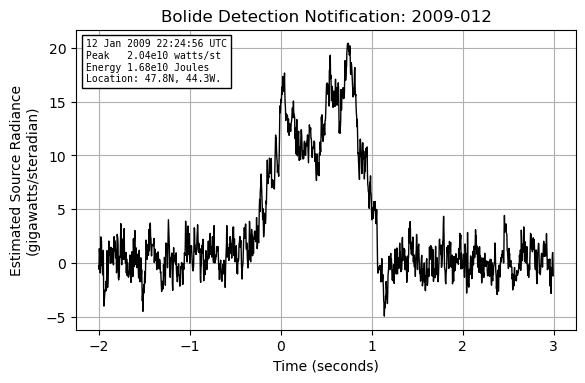 Bolide Detection Notification: 2009-012
12 Jan 2009 22:24:56 UTC
Peak   2.04e10 watts/st
Energy 1.68e10 Joules
Location: 47.8N, 44.3W.
Estimated Source Radiance
(gigawatts/steradian)
20
15
10
5
0
−5
−2
−1
0
1
2
3
Time (seconds)